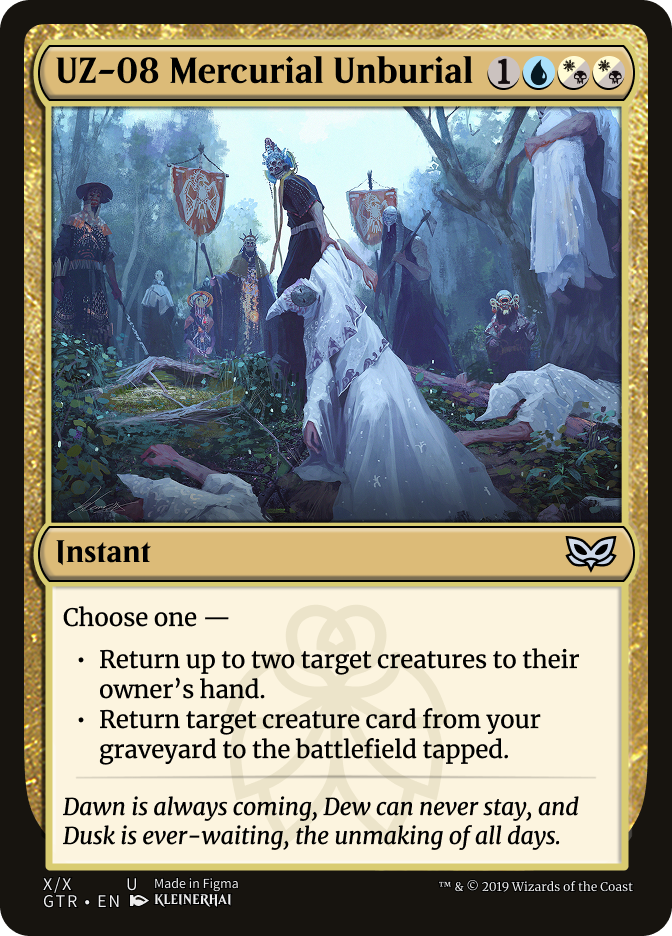 UZ-08 Mercurial Unburial 1
Instant
Choose one —
• Return up to two target creatures to their
owner's hand.
• Return target creature card from your
graveyard to the battlefield tapped.
Dawn is always coming, Dew can never stay, and
Dusk is ever-waiting, the unmaking of all days.
X/X U Made in Figma ™ & © 2019 Wizards of the Coast
GTR • EN KLEINERHAI